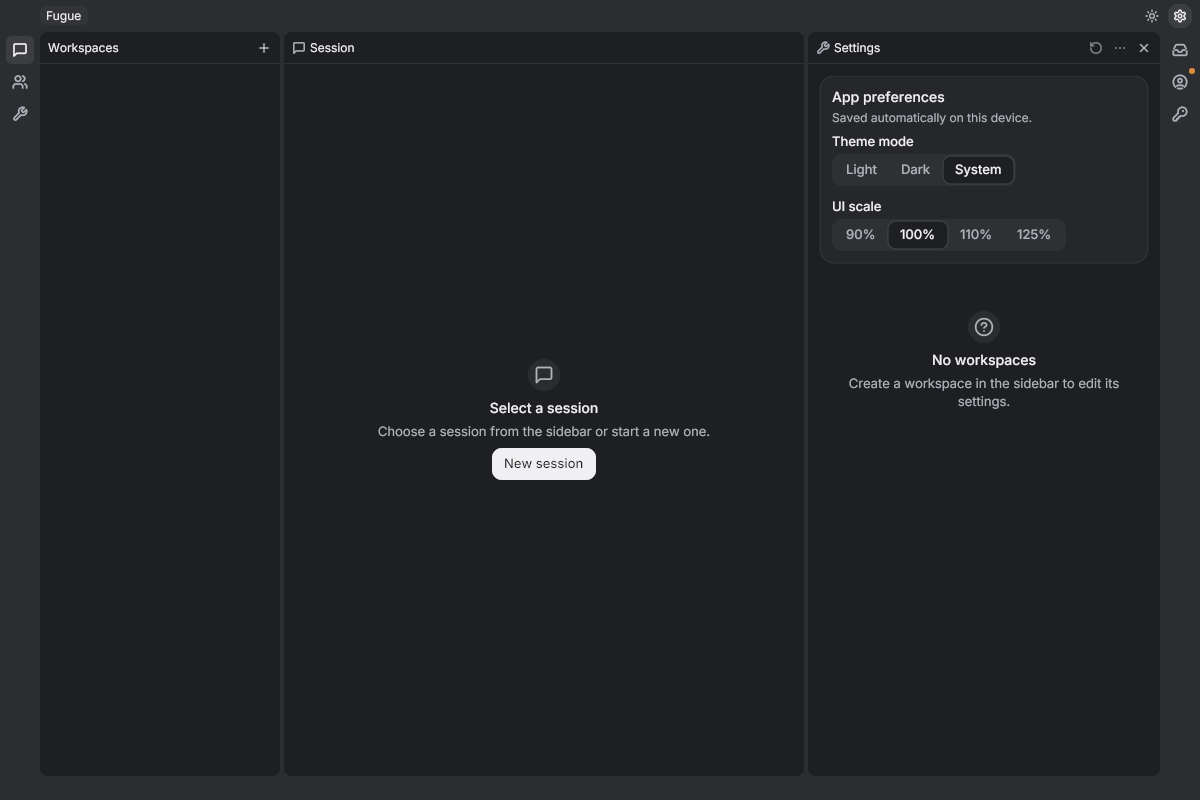 Fugue
Workspaces
Session
Settings
App preferences
Saved automatically on this device.
Theme mode
Light Dark System
UI scale
90% 100% 110% 125%
No workspaces
Create a workspace in the sidebar to edit its
settings.
Select a session
Choose a session from the sidebar or start a new one.
New session